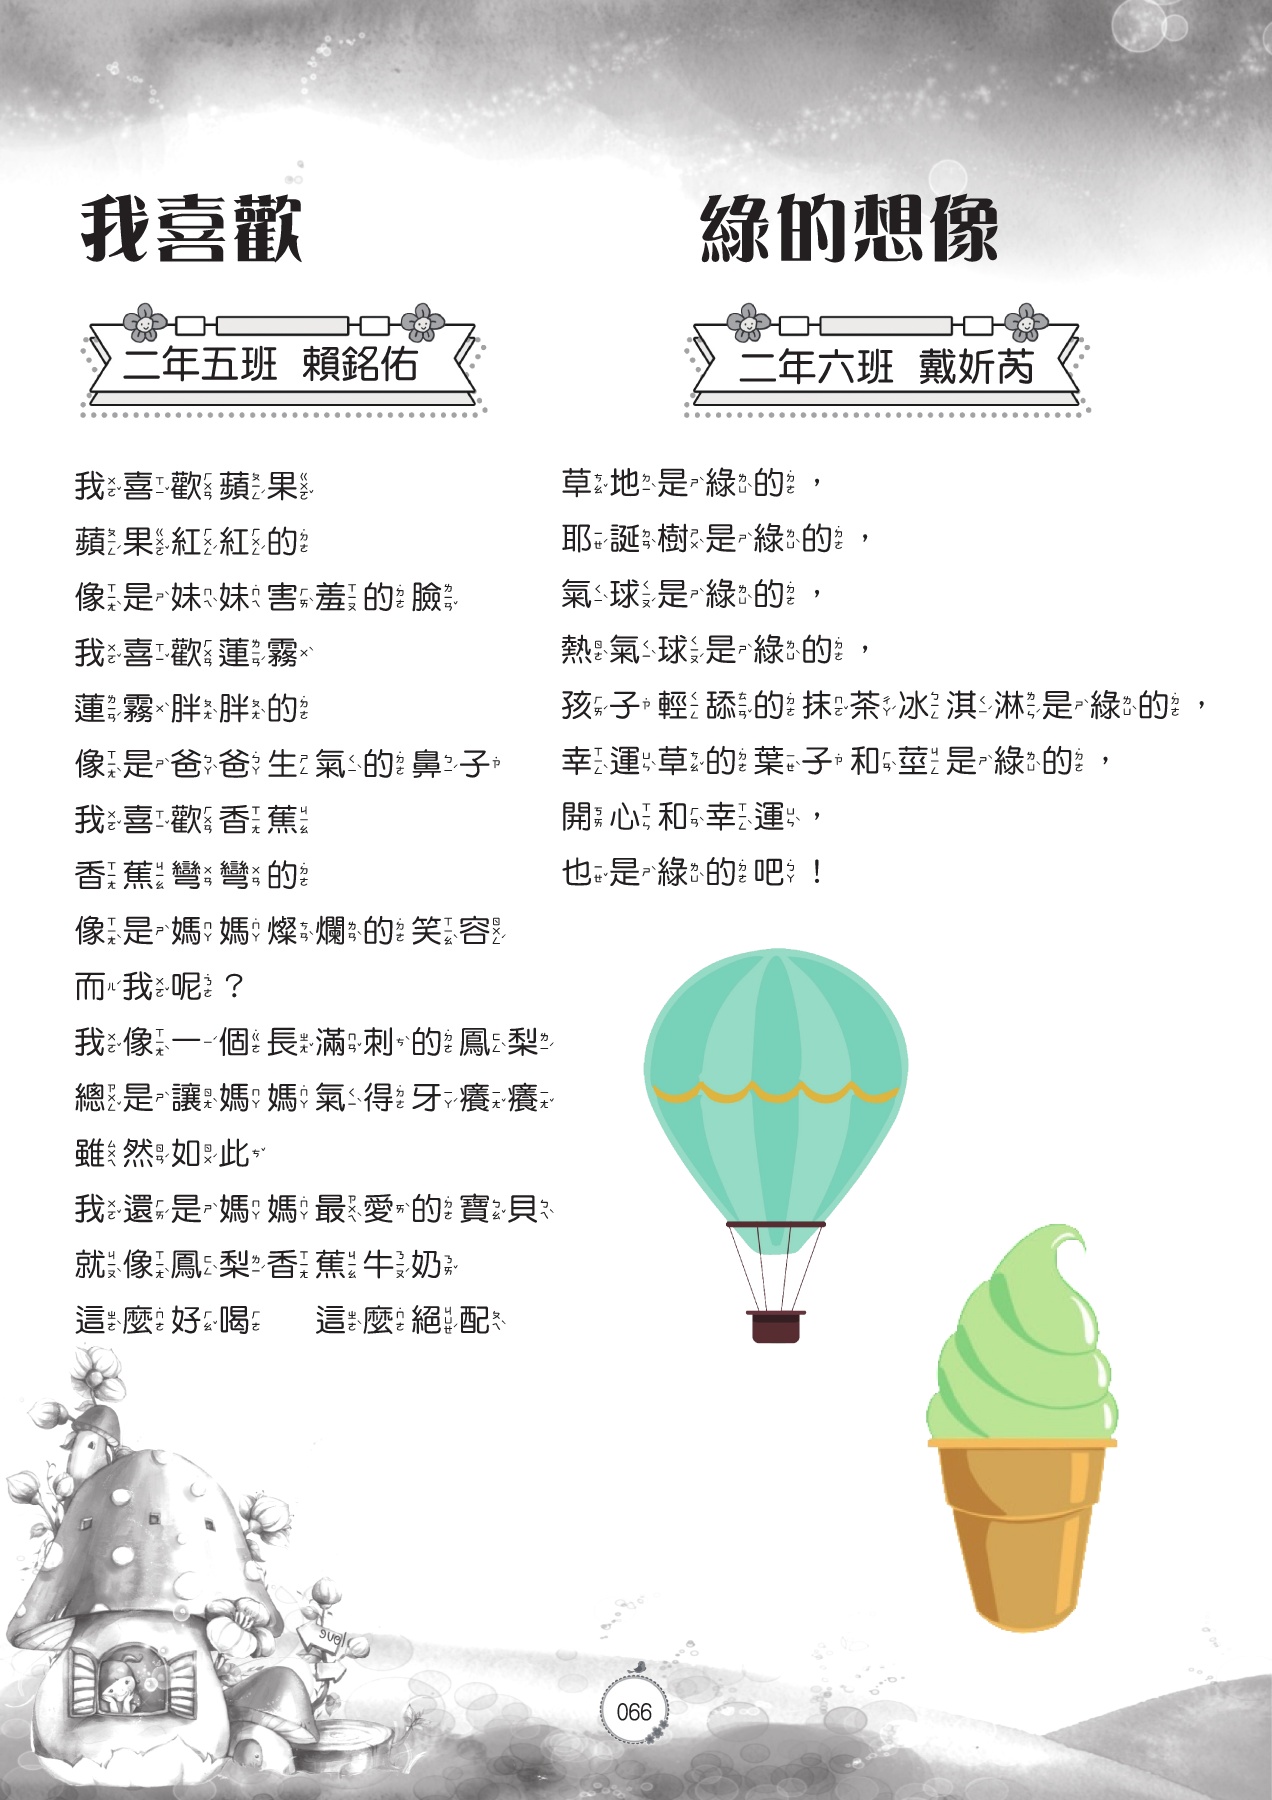 我喜歡
二年五班 賴銘佑
我喜歡蘋果
蘋果紅紅的
像是妹妹害羞的臉
我喜歡蓮霧
蓮霧胖胖的
像是爸爸生氣的鼻子
我喜歡香蕉
香蕉彎彎的
像是媽媽燦爛的笑容
而我呢？
我像一個長滿刺的鳳梨
總是讓媽媽氣得牙癢癢
雖然如此
我還是媽媽最愛的寶貝
就像鳳梨香蕉牛奶
這麼好喝　這麼絕配
綠的想像
二年六班 戴妡芮
草地是綠的，
耶誕樹是綠的，
氣球是綠的，
熱氣球是綠的，
孩子輕舔的抹茶冰淇淋是綠的，
幸運草的葉子和莖是綠的，
開心和幸運，
也是綠的吧！
066